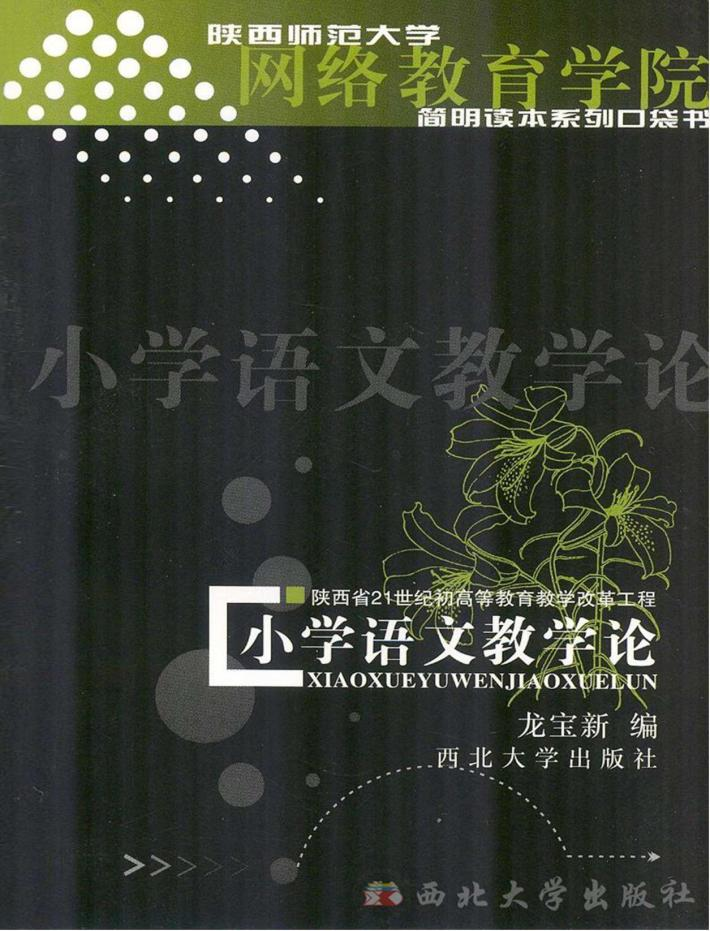 陕西师范大学
网络教育学院
简明读本系列口袋书
小学语文教学论
陕西省21世纪初高等教育教学改革工程
小学语文教学论
XIAOXUEYUWENJIAOXUELUN
龙宝新 编
西北大学出版社
西北大学出版社